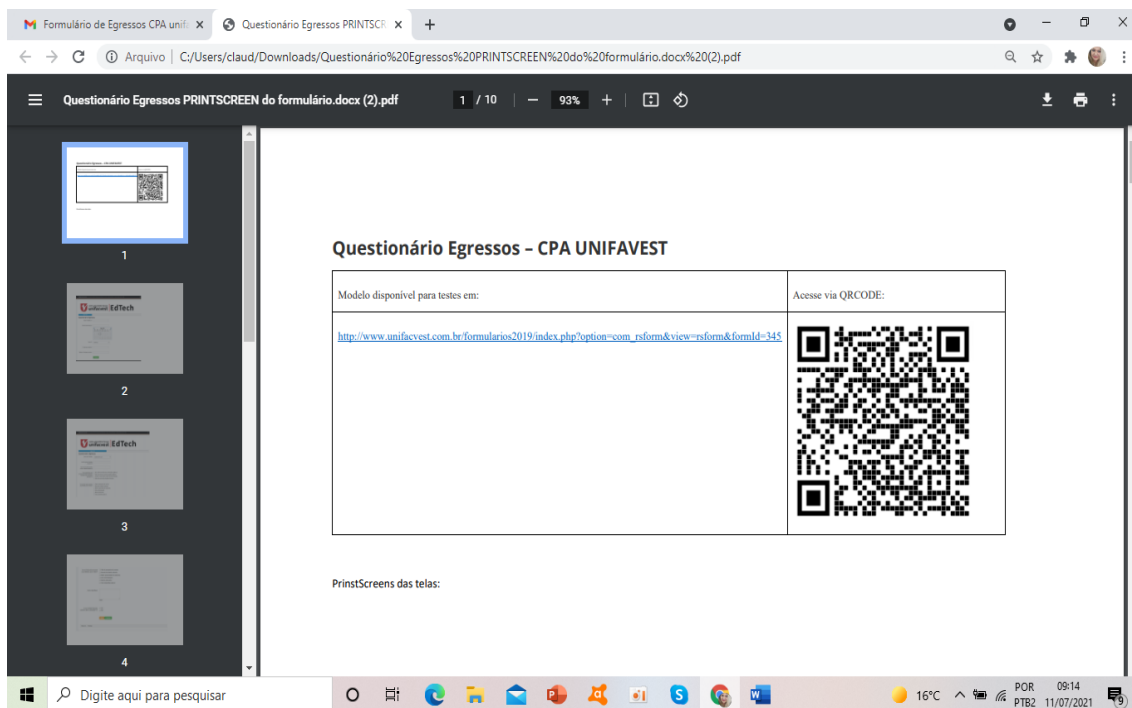 Formulário de Egressos CPA unif
Questionário Egressos PRINTSCR
Arquivo | C:/Users/claud/Downloads/Questionário%20Egressos%20PRINTSCREEN%20do%20formulário.docx%20(2).pdf
Questionário Egressos PRINTSCREEN do formulário.docx (2).pdf
1 / 10
93%
1
EdTech
2
EdTech
3
4
Questionário Egressos – CPA UNIFAVEST
Modelo disponível para testes em:
Acesse via QRCODE:
http://www.unifacvest.com.br/formularios2019/index.php?option=com_rsform&view=rsform&formId=345
PrinstScreens das telas:
Digite aqui para pesquisar
16°C
POR
PTB2
09:14
11/07/2021
9